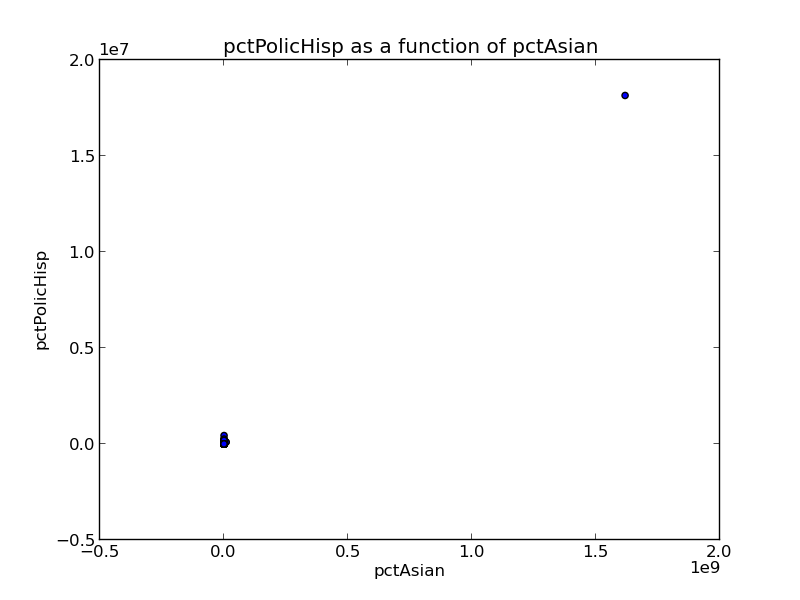 pctPolicHisp as a function of pctAsian
1e7
2.0
1.5
1.0
0.5
0.0
−0.5
pctPolicHisp
−0.5 0.0 0.5 1.0 1.5 2.0
1e9
pctAsian